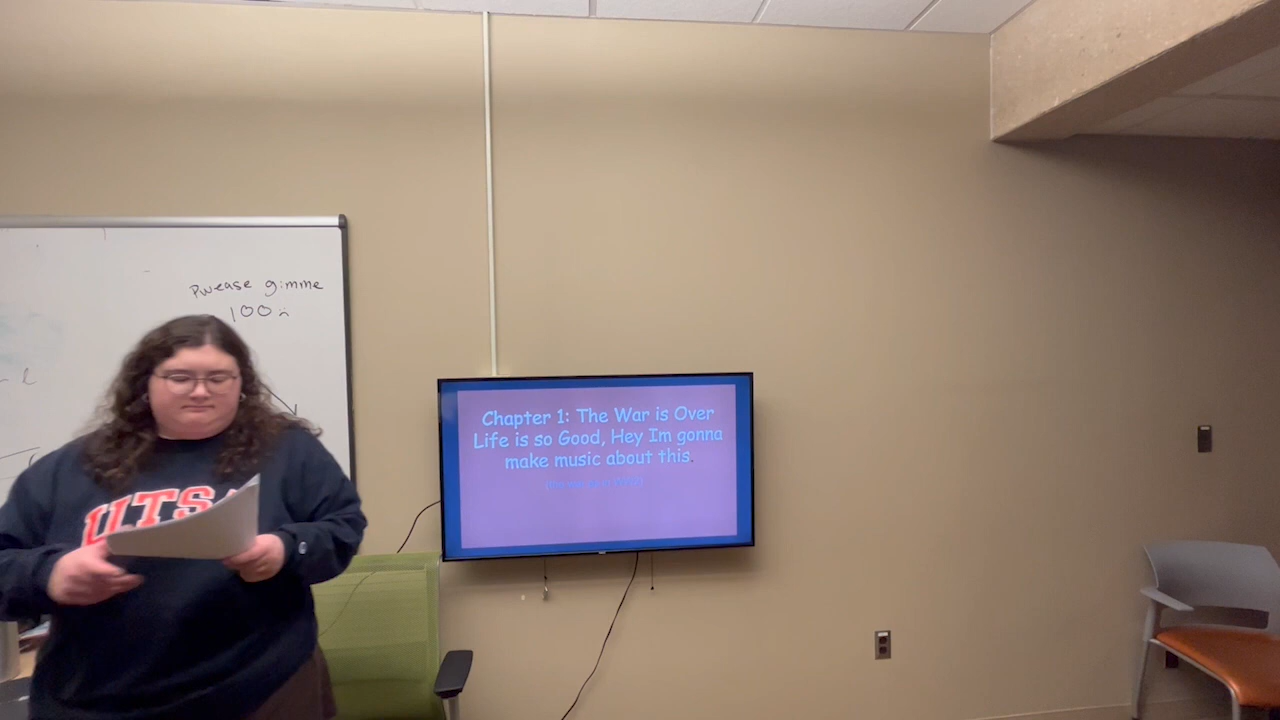 Pwease gimme
100 :⌢
UTSA
Chapter 1: The War is Over
Life is so Good, Hey Im gonna
make music about this.